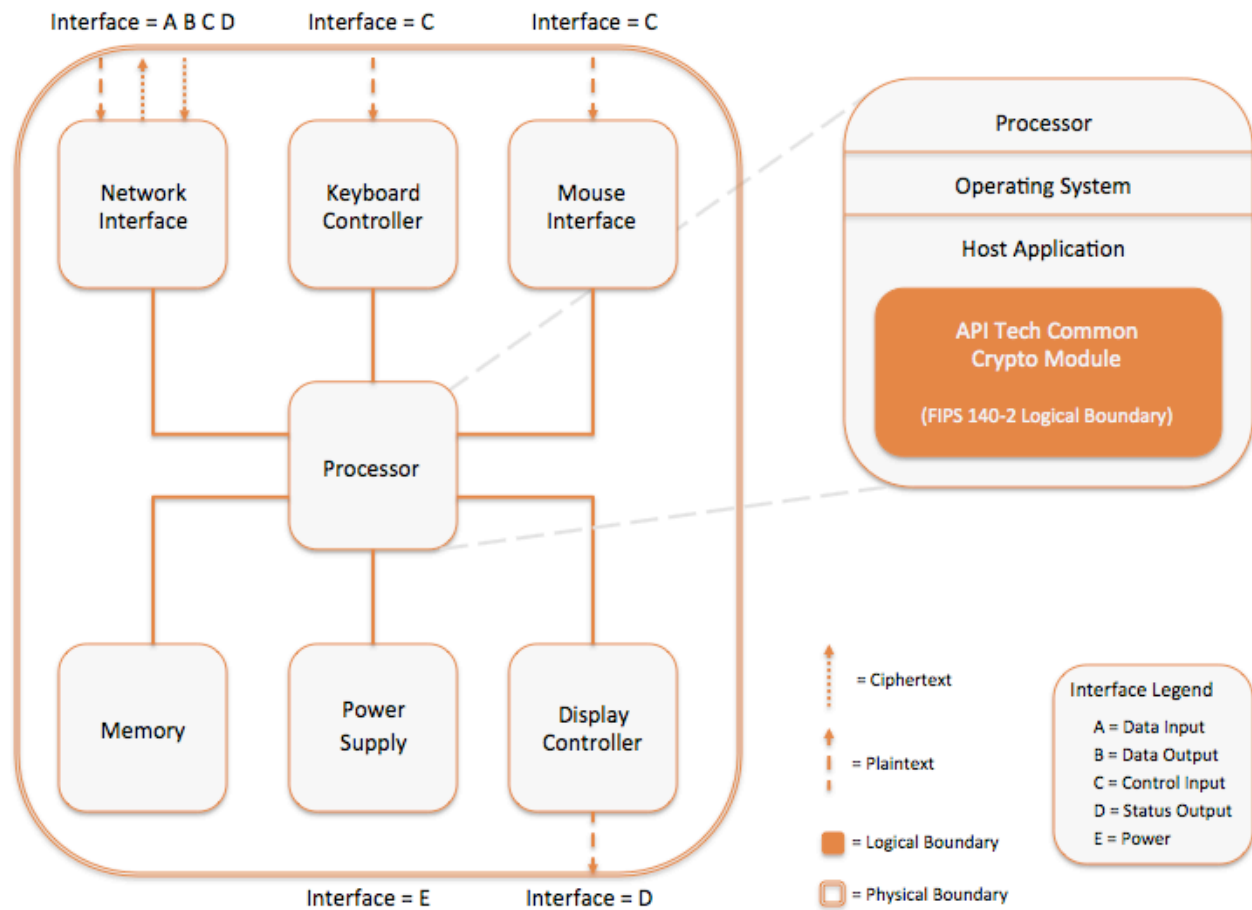 Interface = A B C D
Interface = C
Interface = C
Network
Interface
Keyboard
Controller
Mouse
Interface
Processor
Memory
Power
Supply
Display
Controller
Interface = E
Interface = D
Processor
Operating System
Host Application
API Tech Common
Crypto Module
(FIPS 140-2 Logical Boundary)
= Ciphertext
= Plaintext
= Logical Boundary
= Physical Boundary
Interface Legend
A = Data Input
B = Data Output
C = Control Input
D = Status Output
E = Power